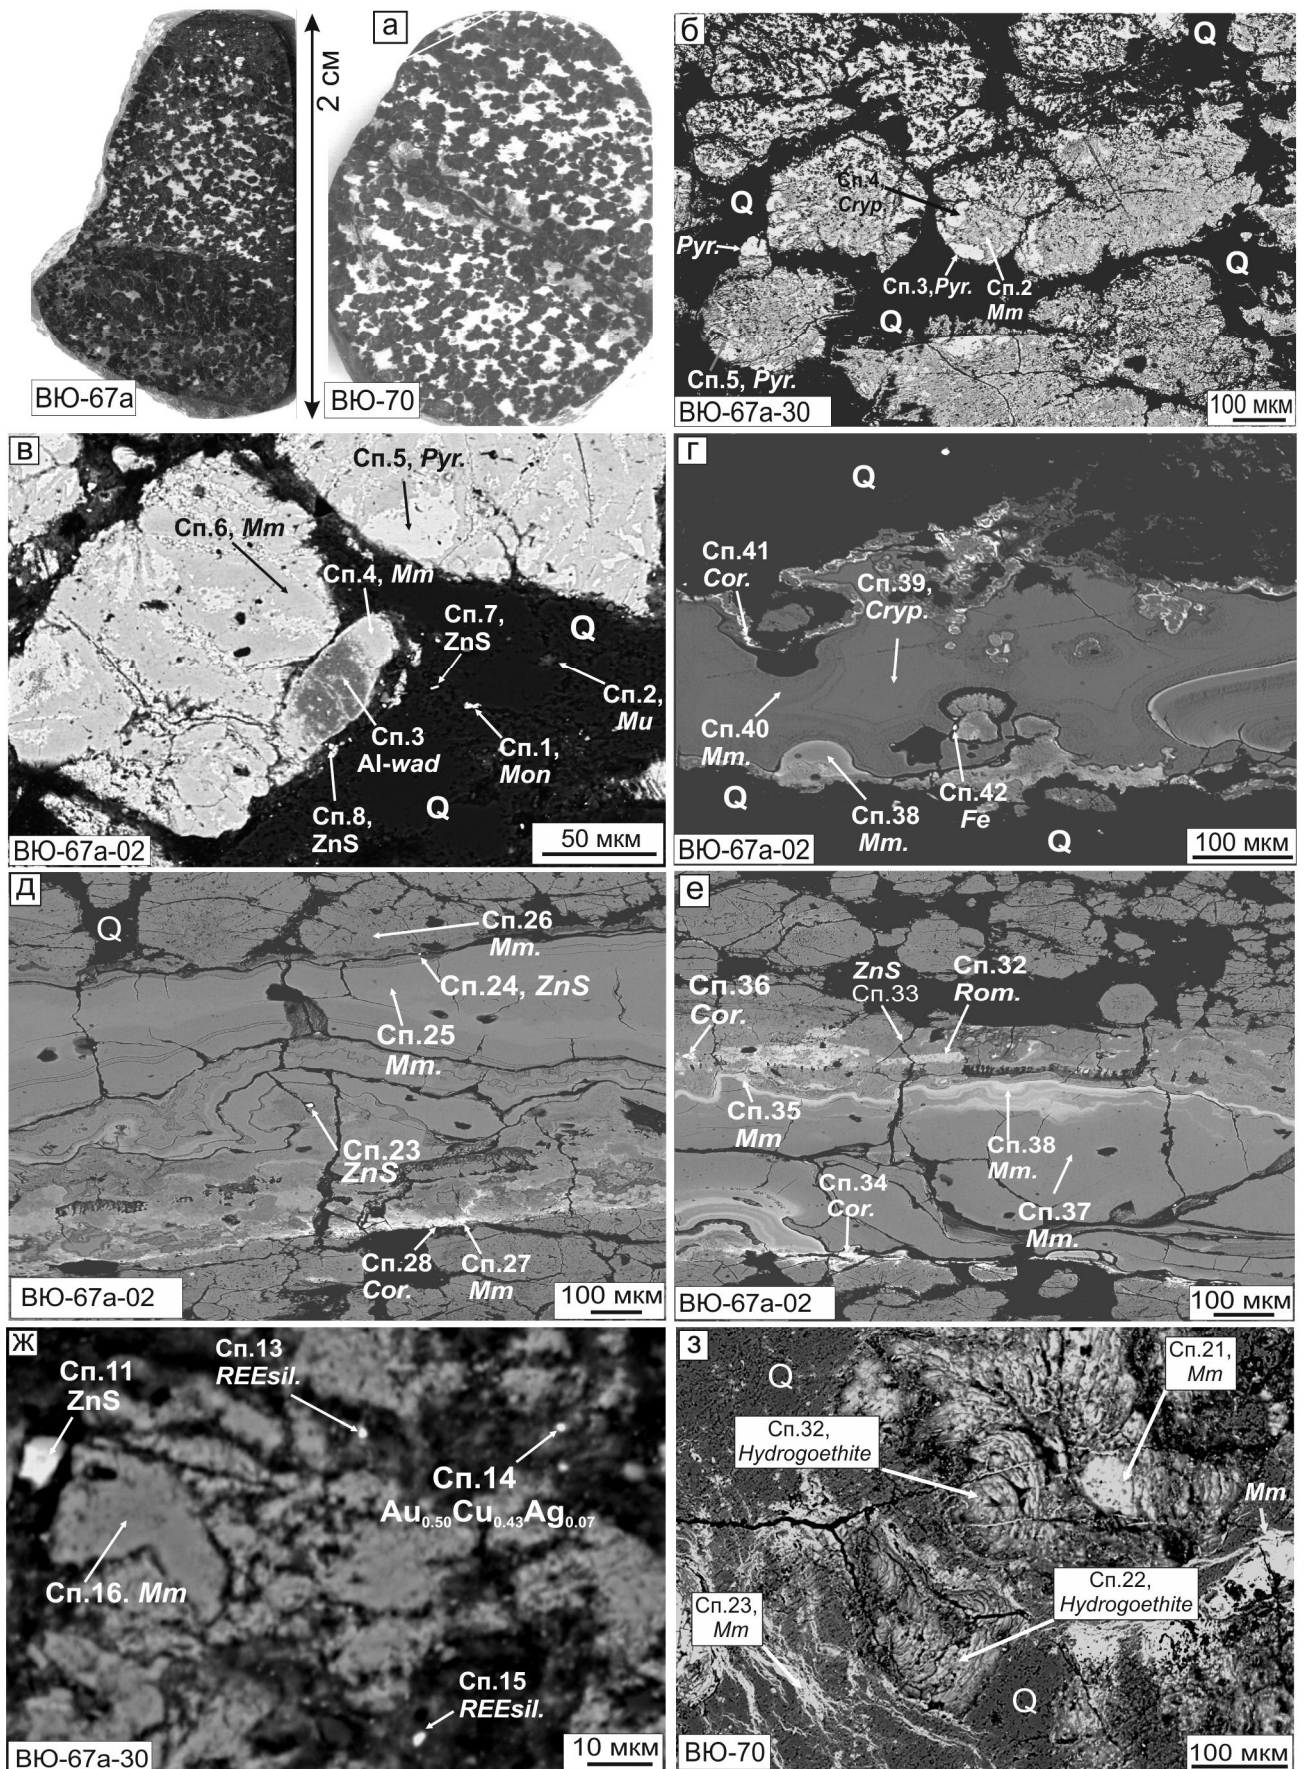 а
2 см
ВЮ-67а
ВЮ-70
б
Q
Сп.4,
Cryp.
Q
Pyr.
Q
Сп.3,Pyr.
Сп.2
Mm
Q
Сп.5, Pyr.
ВЮ-67а-30
100 мкм
в
Сп.5, Pyr.
Сп.6, Mm
Сп.4, Mm
Сп.7,
ZnS
Q
Сп.2,
Mu
Сп.3
Al-wad
Сп.1,
Mon
Q
Сп.8,
ZnS
ВЮ-67а-02
50 мкм
г
Q
Сп.41
Cor.
Сп.39,
Cryp.
Сп.40
Mm.
Q
Сп.38
Mm.
Сп.42
Fe
Q
ВЮ-67а-02
100 мкм
д
Q
Сп.26
Mm.
Сп.24, ZnS
Сп.25
Mm.
Сп.23
ZnS
Сп.28
Cor.
Сп.27
Mm
ВЮ-67а-02
100 мкм
е
Сп.36
Cor.
ZnS
Сп.33
Сп.32
Rom.
Сп.35
Mm
Сп.38
Mm.
Сп.34
Cor.
Сп.37
Mm.
ВЮ-67а-02
100 мкм
ж
Сп.11
ZnS
Сп.13
REEsil.
Сп.14
Au0.50Cu0.43Ag0.07
Сп.16. Mm
Сп.15
REEsil.
ВЮ-67а-30
10 мкм
з
Q
Сп.21,
Mm
Сп.32,
Hydrogoethite
Mm
Сп.23,
Mm
Сп.22,
Hydrogoethite
Q
ВЮ-70
100 мкм